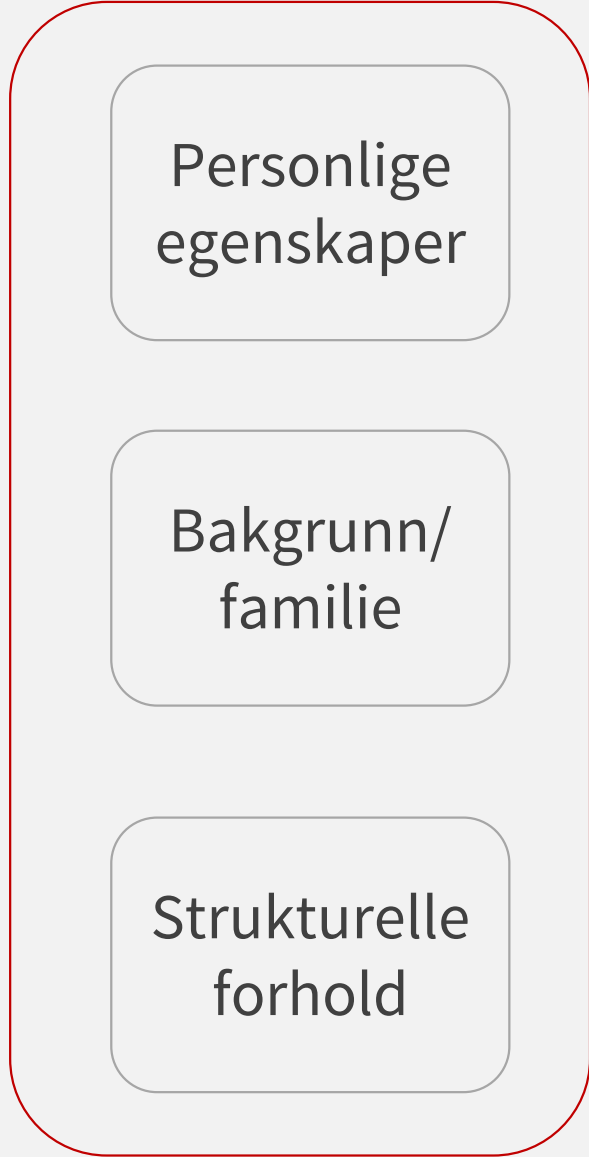 Personlige
egenskaper
Bakgrunn/
familie
Strukturelle
forhold